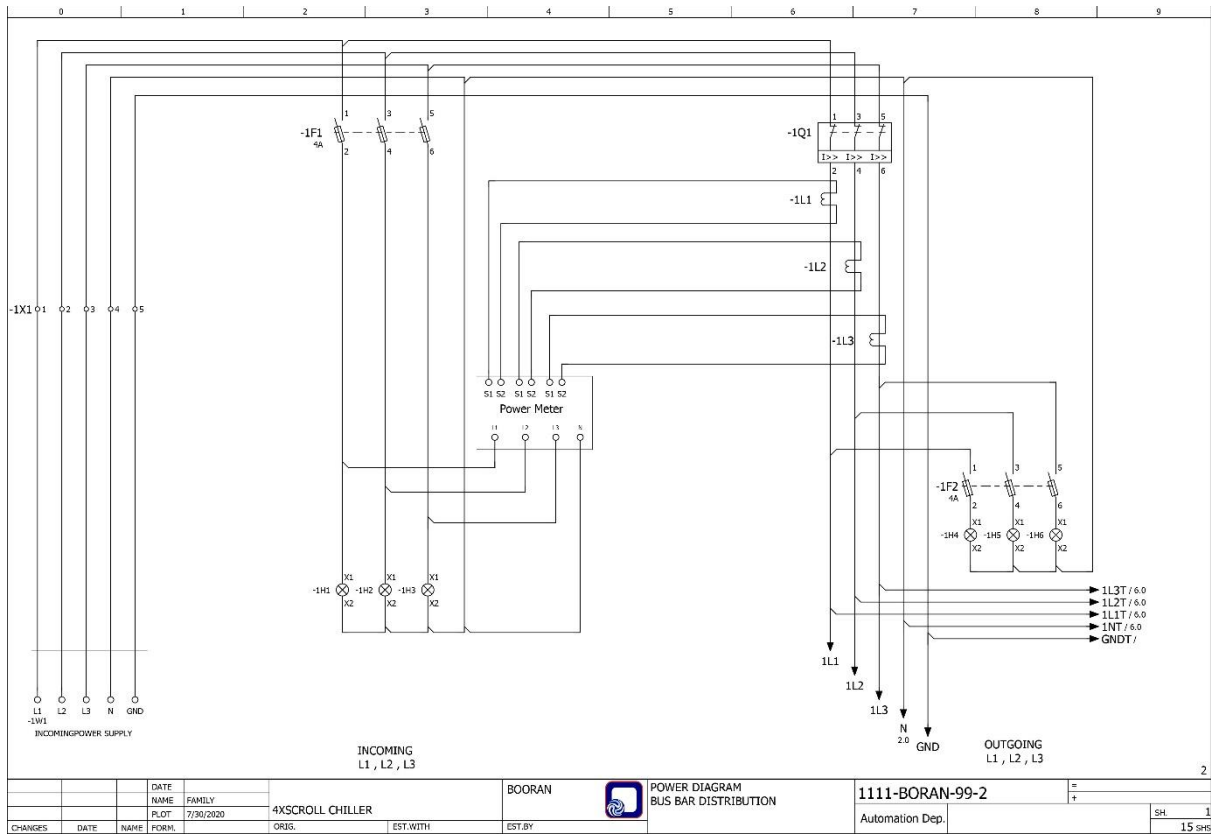 0 1 2 3 4 5 6 7 8 9
1 3 5
-1F1
4A
2 4 6
1 3 5
-1Q1
I>> I>> I>>
2 4 6
-1L1
-1L2
-1X1 1 2 3 4 5
-1L3
S1 S2 S1 S2 S1 S2
Power Meter
L1 L2 L3 N
1 3 5
-1F2
4A
2 4 6
X1 X1 X1
-1H4 -1H5 -1H6
X2 X2 X2
X1 X1 X1
-1H1 -1H2 -1H3
X2 X2 X2
1L3T / 6.0
1L2T / 6.0
1L1T / 6.0
1NT / 6.0
GNDT /
1L1
1L2
1L3
N
2.0
GND
L1 L2 L3 N GND
-1W1
INCOMINGPOWER SUPPLY
INCOMING
L1 , L2 , L3
OUTGOING
L1 , L2 , L3
2
DATE
NAME FAMILY
PLOT 7/30/2020
CHANGES DATE NAME FORM.
4XSCROLL CHILLER
ORIG. EST.WITH EST.BY
BOORAN
POWER DIAGRAM
BUS BAR DISTRIBUTION
1111-BORAN-99-2
Automation Dep.
=
+
SH. 1
15 SHS